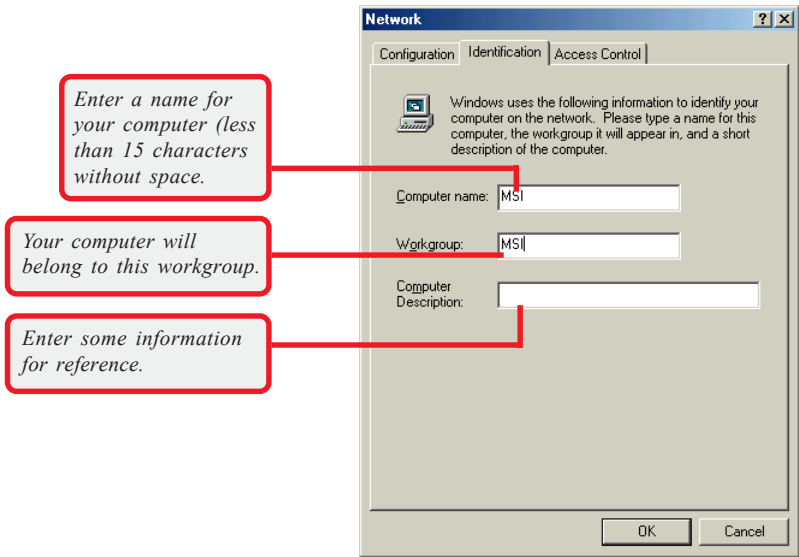 Network
Configuration Identification Access Control
Windows uses the following information to identify your
computer on the network. Please type a name for this
computer, the workgroup it will appear in, and a short
description of the computer.
Enter a name for
your computer (less
than 15 characters
without space.
Computer name: MSI
Your computer will
belong to this workgroup.
Workgroup: MSI
Enter some information
for reference.
Computer
Description:
OK Cancel